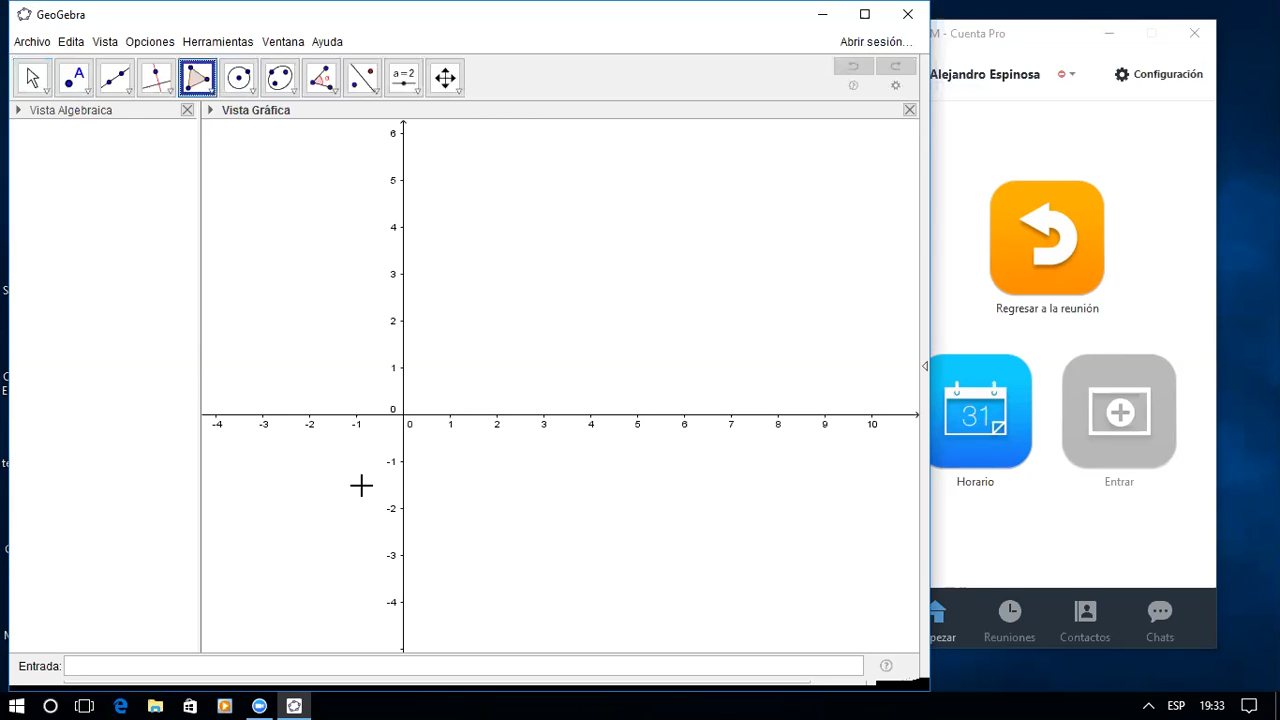 GeoGebra
Archivo Edita Vista Opciones Herramientas Ventana Ayuda
Abrir sesión...
A
α
a=2
Vista Algebraica
Vista Gráfica
6
5
4
3
2
1
0
-4 -3 -2 -1 0 1 2 3 4 5 6 7 8 9 10
-1
-2
-3
-4
Entrada:
M - Cuenta Pro
Alejandro Espinosa
Configuración
Regresar a la reunión
31
Horario
Entrar
pezar
Reuniones
Contactos
Chats
ESP
19:33